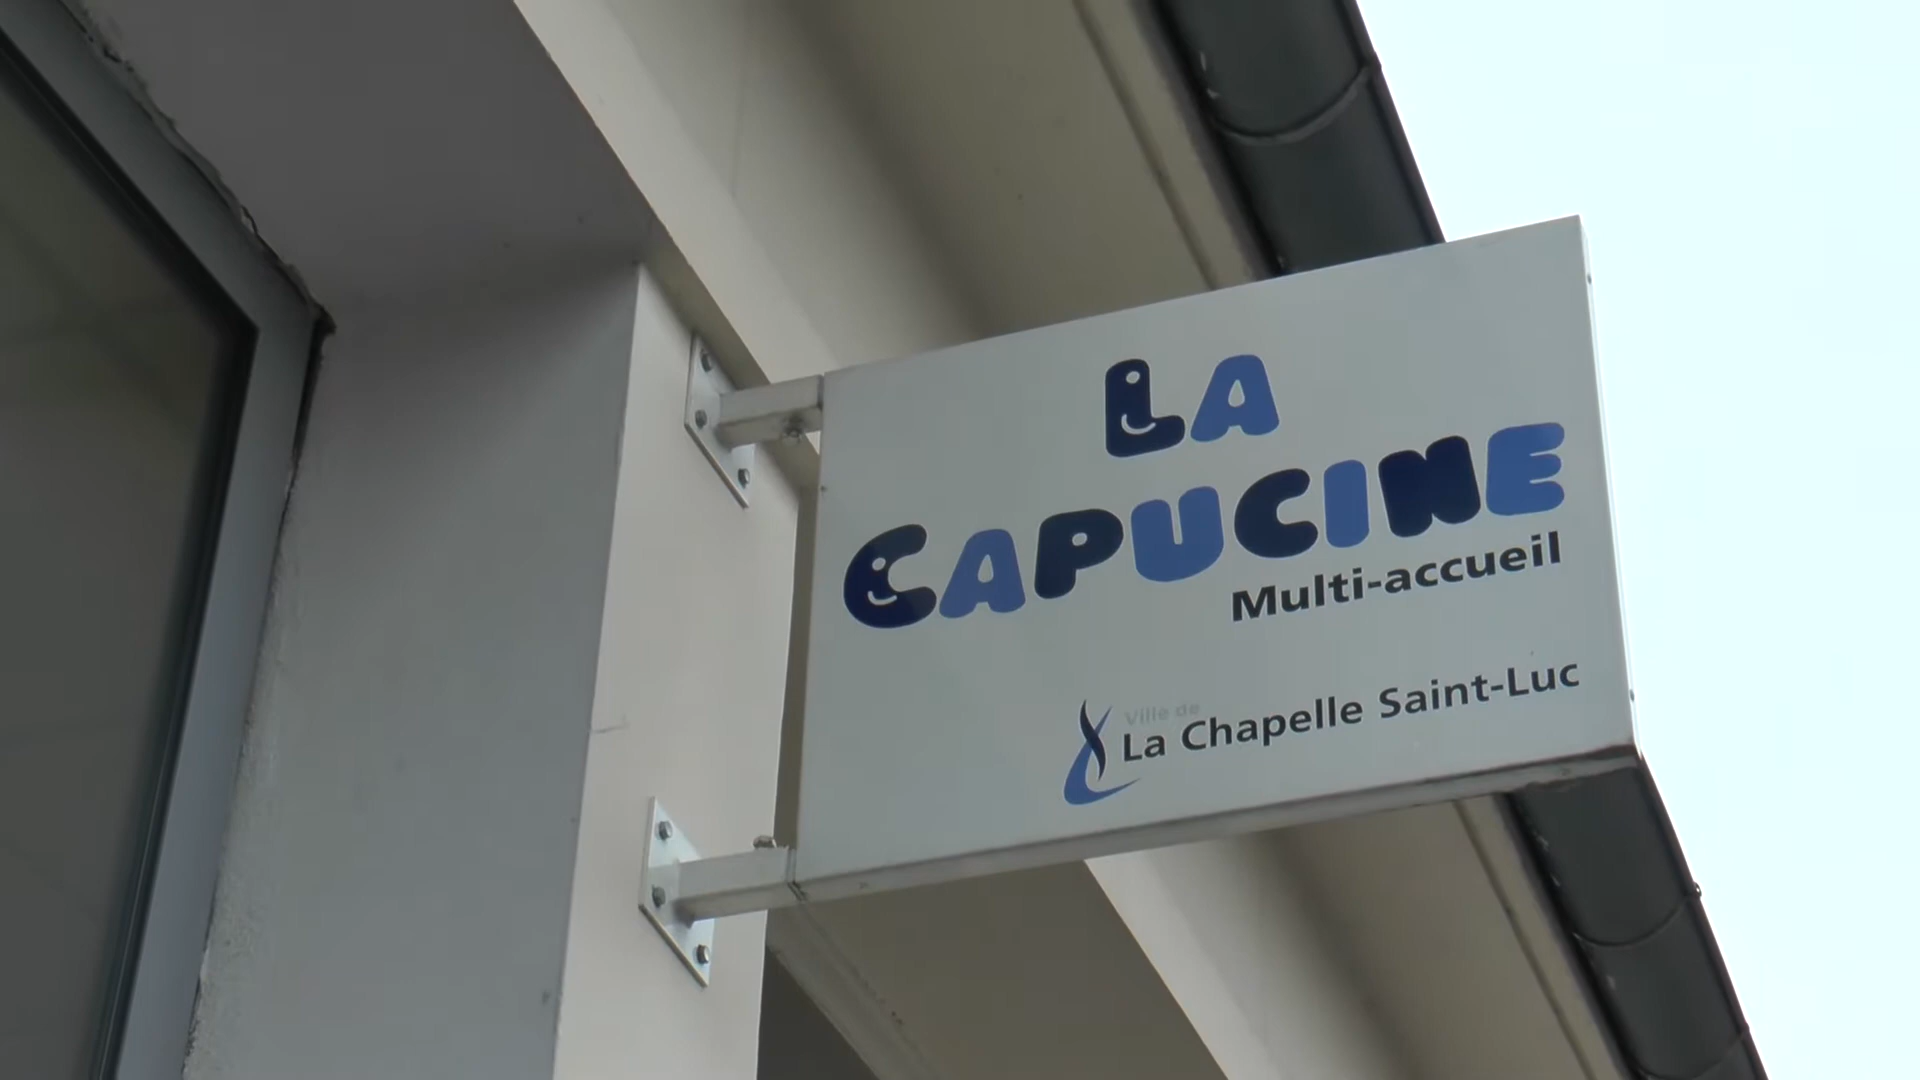 LA
CAPUCINE
Multi-accueil
Ville de
La Chapelle Saint-Luc